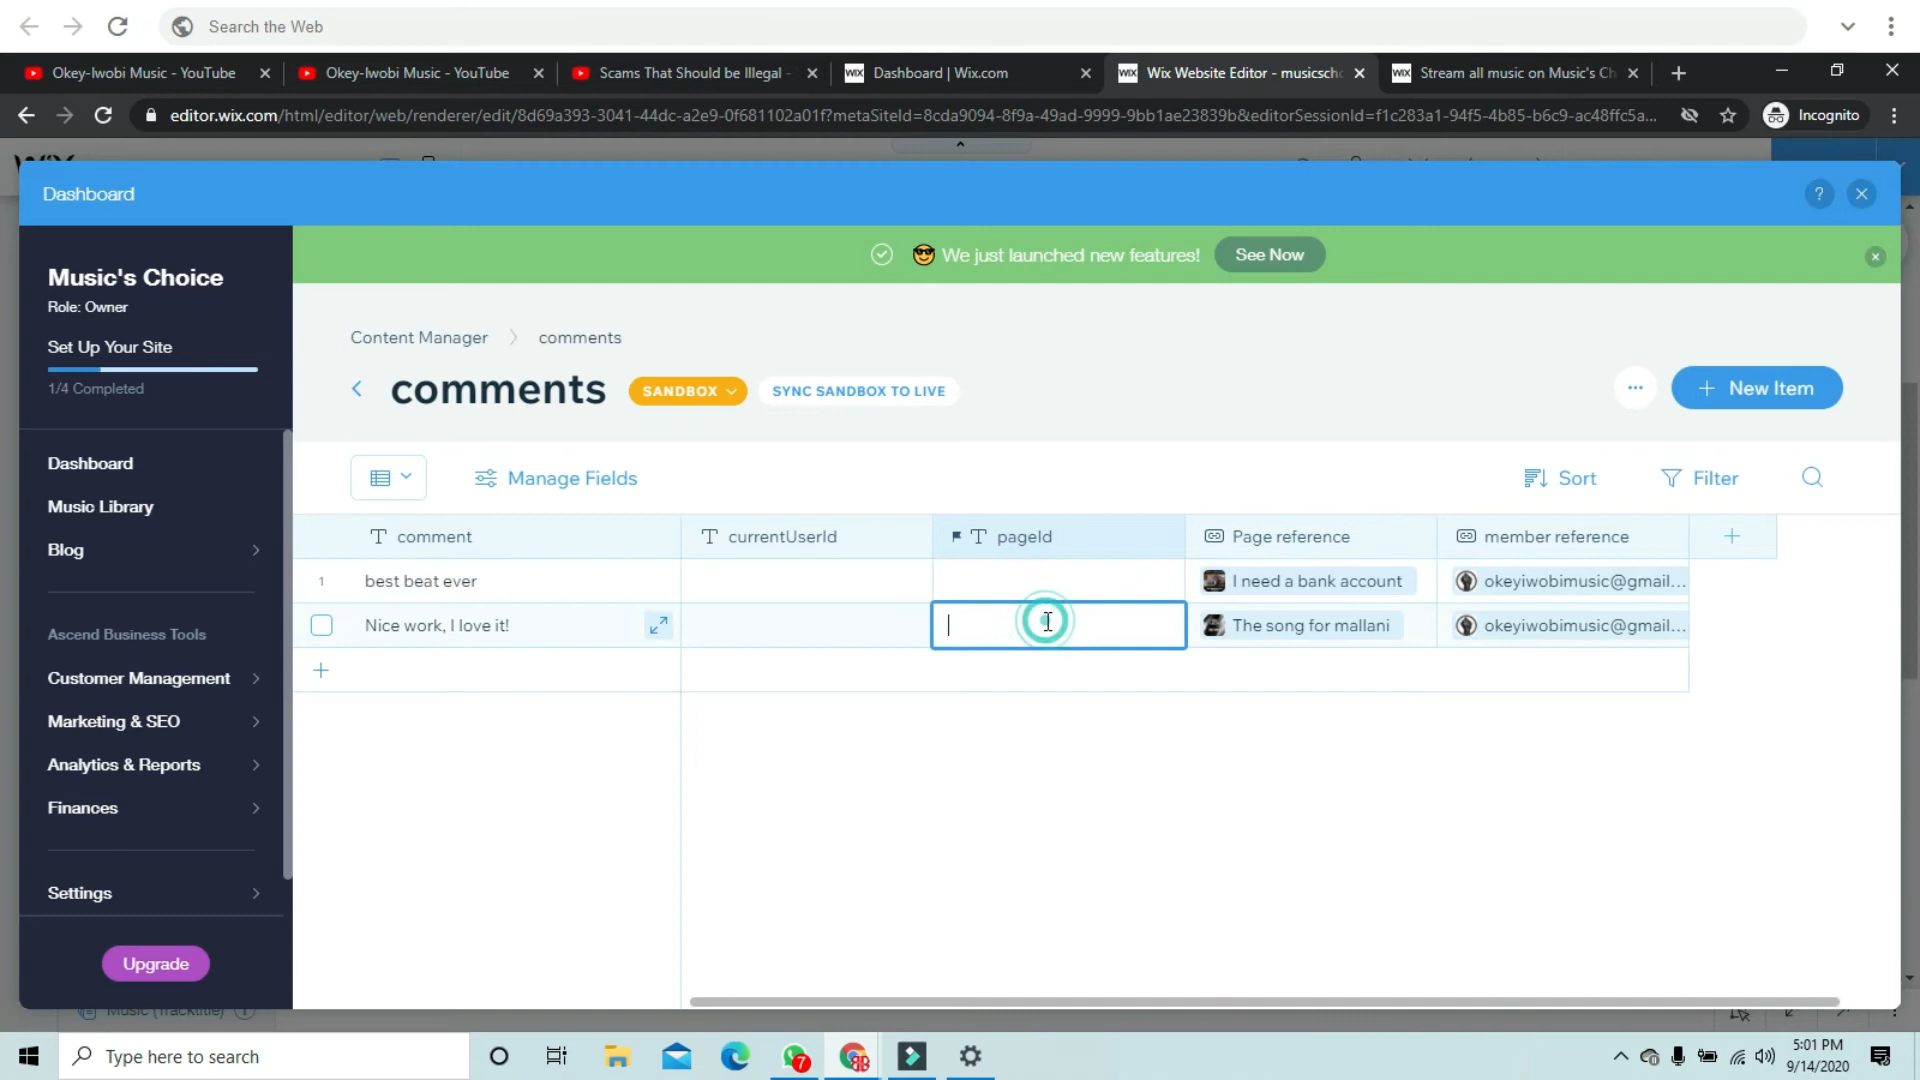 Search the Web
Okey-Iwobi Music - YouTube
Okey-Iwobi Music - YouTube
Scams That Should be Illegal -
WIX Dashboard | Wix.com
WIX Wix Website Editor - musicsch
WIX Stream all music on Music's Ch
editor.wix.com/html/editor/web/renderer/edit/8d69a393-3041-44dc-a2e9-0f681102a01f?metaSiteId=8cda9094-8f9a-49ad-9999-9bb1ae23839b&editorSessionId=f1c283a1-94f5-4b85-b6c9-ac48ffc5a...
Incognito
Dashboard
?
Music's Choice
Role: Owner
Set Up Your Site
1/4 Completed
Dashboard
Music Library
Blog
Ascend Business Tools
Customer Management
Marketing & SEO
Analytics & Reports
Finances
Settings
Upgrade
We just launched new features! See Now
Content Manager > comments
comments SANDBOX SYNC SANDBOX TO LIVE
... + New Item
Manage Fields
Sort Filter
comment currentUserId pageId Page reference member reference
1 best beat ever I need a bank account okeyiwobimusic@gmail...
Nice work, I love it! The song for mallani okeyiwobimusic@gmail...
Music (Tracktitle)
Type here to search
7
5:01 PM
9/14/2020